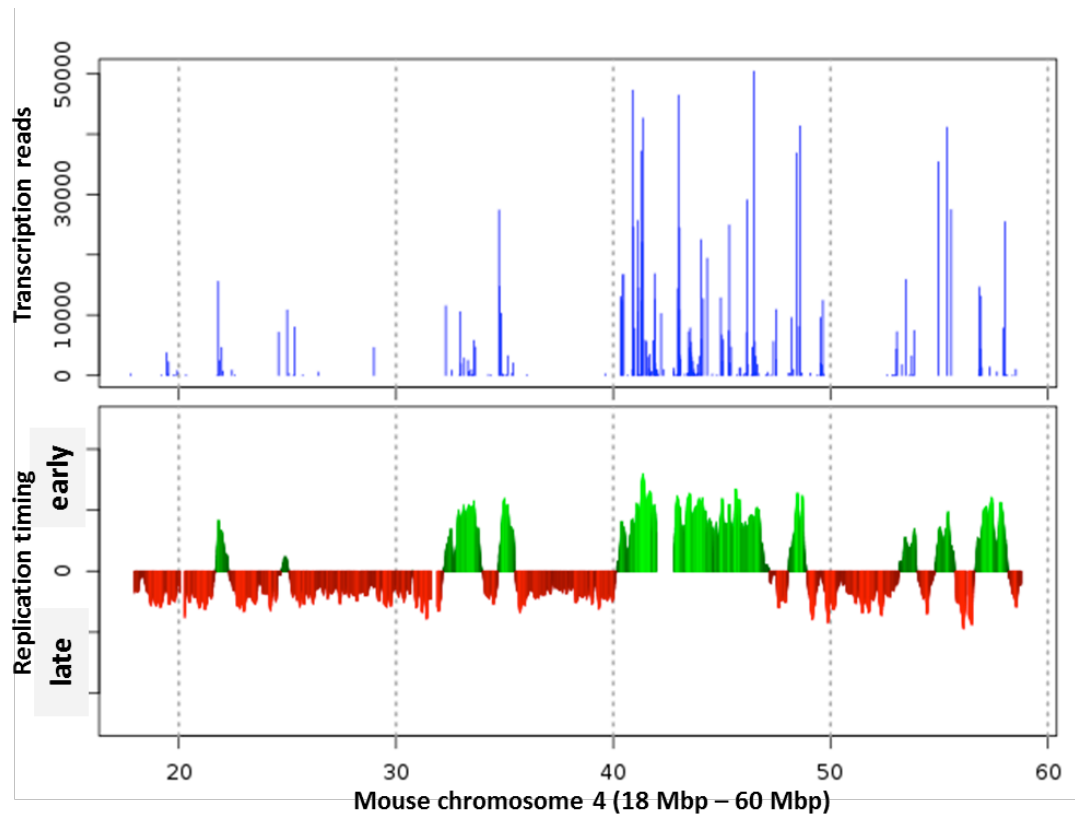 Transcription reads
50000
30000
10000
0
Replication timing
early
0
late
20 30 40 50 60
Mouse chromosome 4 (18 Mbp – 60 Mbp)